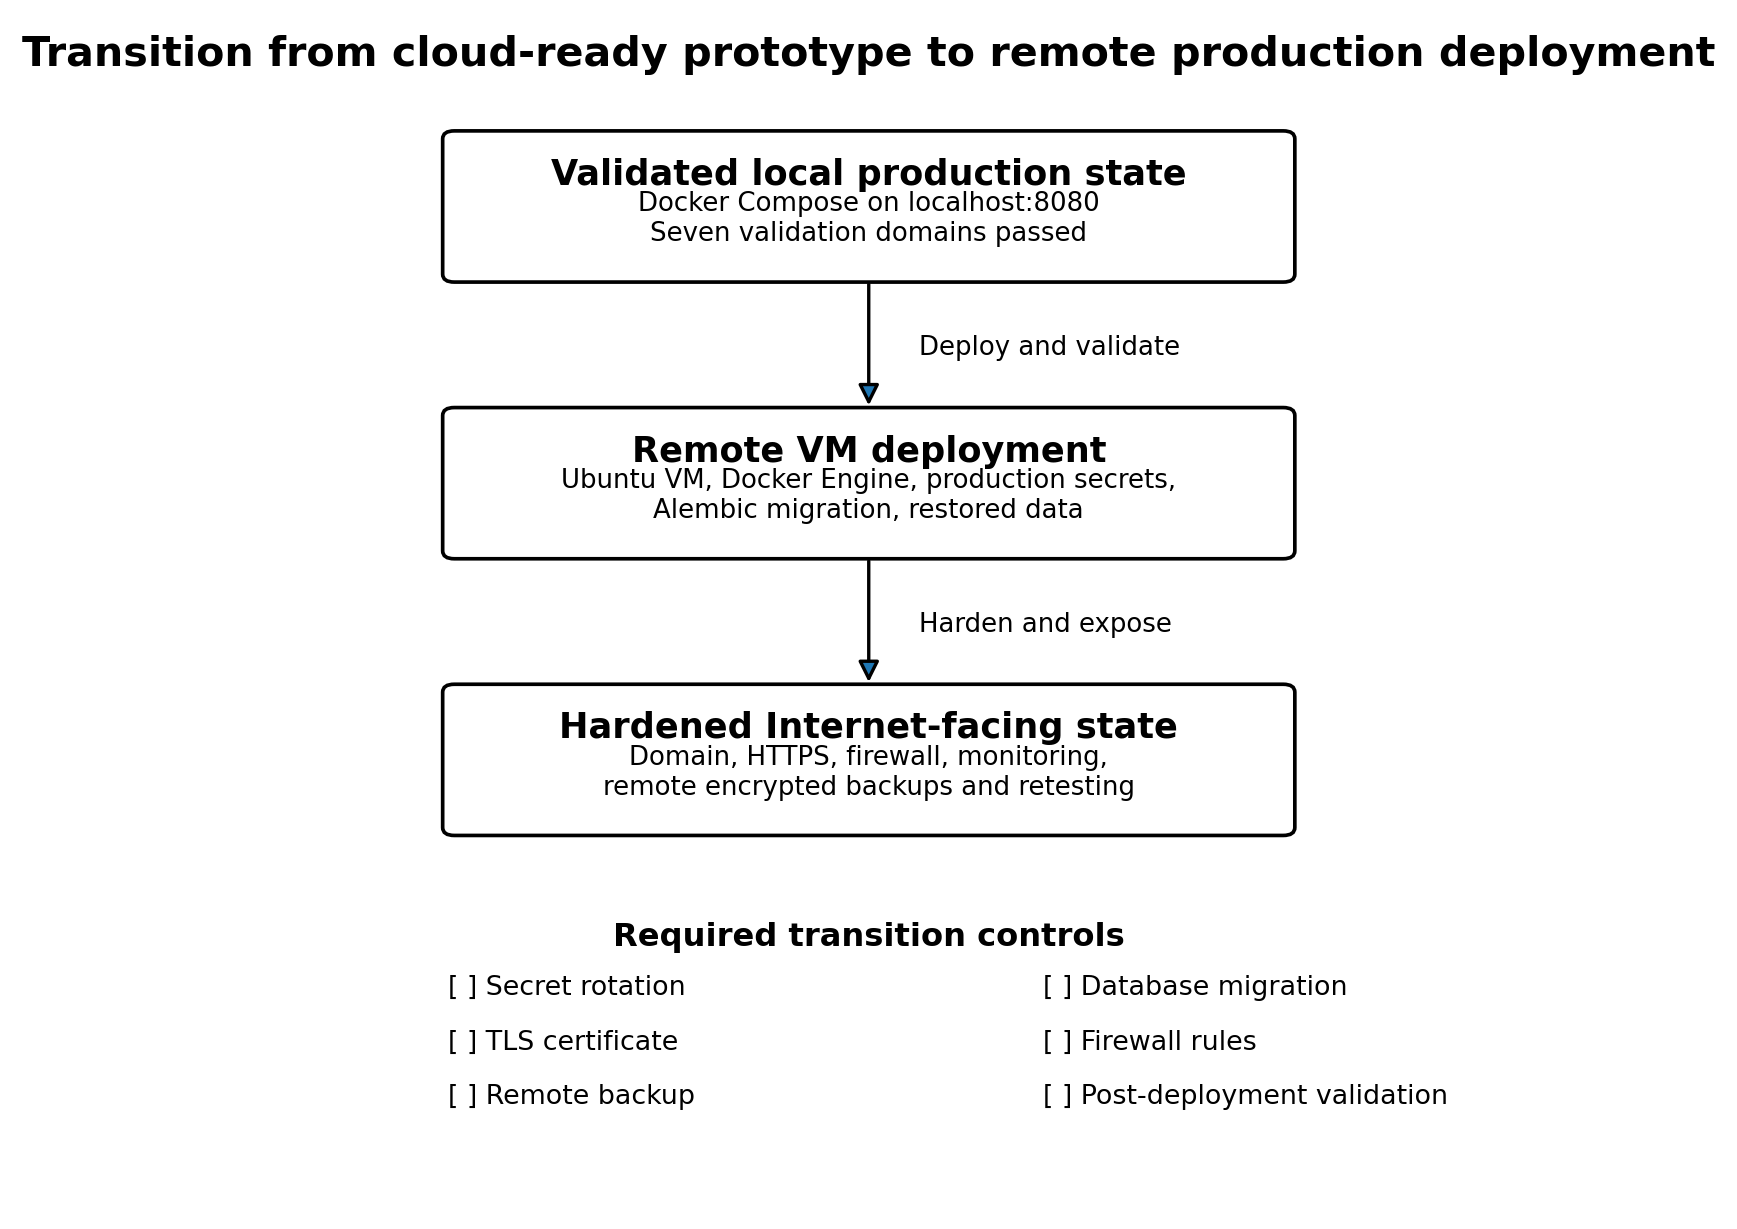 Transition from cloud-ready prototype to remote production deployment
Validated local production state
Docker Compose on localhost:8080
Seven validation domains passed
Deploy and validate
Remote VM deployment
Ubuntu VM, Docker Engine, production secrets,
Alembic migration, restored data
Harden and expose
Hardened Internet-facing state
Domain, HTTPS, firewall, monitoring,
remote encrypted backups and retesting
Required transition controls
[ ] Secret rotation
[ ] Database migration
[ ] TLS certificate
[ ] Firewall rules
[ ] Remote backup
[ ] Post-deployment validation